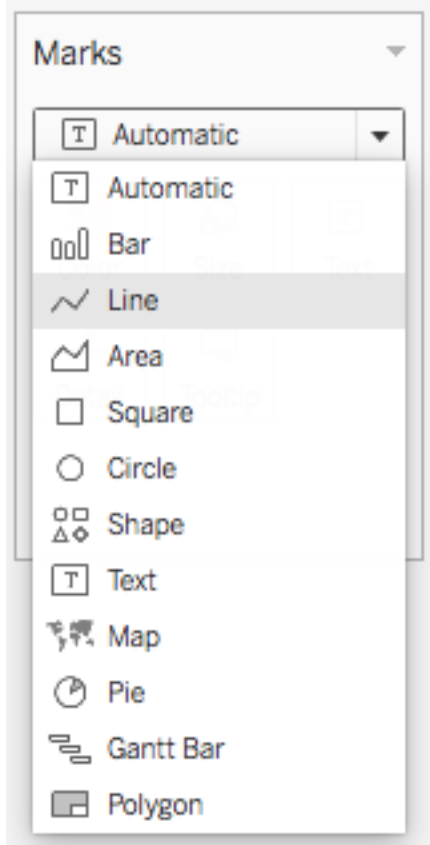 Marks
Automatic
Automatic
Bar
Line
Area
Square
Circle
Shape
Text
Map
Pie
Gantt Bar
Polygon